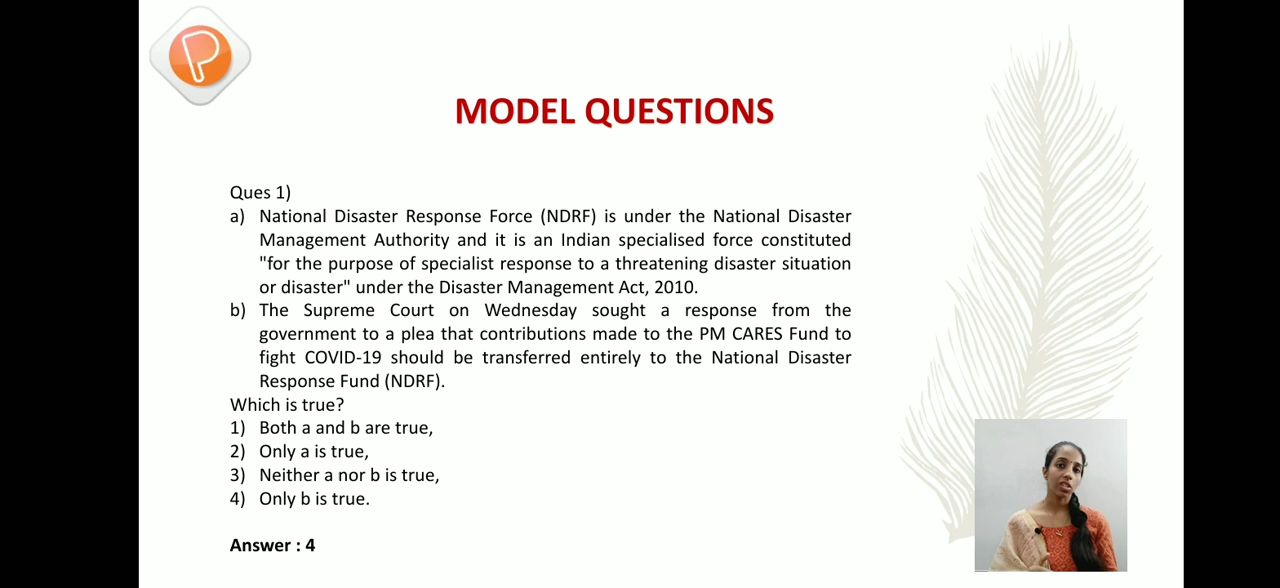 MODEL QUESTIONS
Ques 1)
a) National Disaster Response Force (NDRF) is under the National Disaster
Management Authority and it is an Indian specialised force constituted
"for the purpose of specialist response to a threatening disaster situation
or disaster" under the Disaster Management Act, 2010.
b) The Supreme Court on Wednesday sought a response from the
government to a plea that contributions made to the PM CARES Fund to
fight COVID-19 should be transferred entirely to the National Disaster
Response Fund (NDRF).
Which is true?
1) Both a and b are true,
2) Only a is true,
3) Neither a nor b is true,
4) Only b is true.
Answer : 4